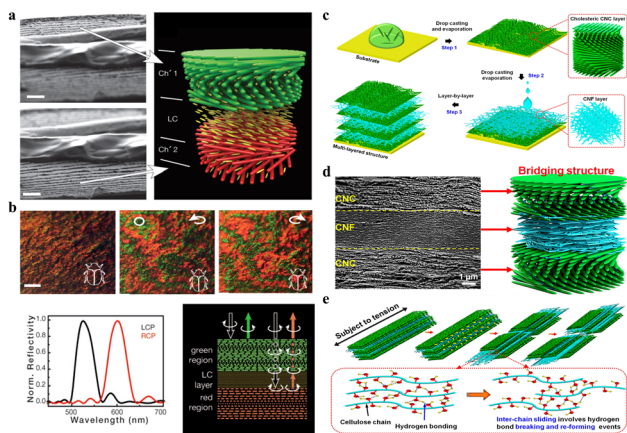 a
Ch' 1
LC
Ch' 2
b
Norm. Reflectivity
1.0
0.8
0.6
0.4
0.2
0
LCP
RCP
500
600
700
Wavelength (nm)
green
region
LC
layer
red
region
c
Substrate
Drop casting
and evaporation
Step 1
Cholesteric CNC layer
Drop casting
evaporation
Step 2
Layer-by-layer
Step 3
CNF layer
Multi-layered structure
d
CNC
CNF
CNC
1 μm
Bridging structure
e
Subject to tension
Cellulose chain
Hydrogen bonding
Inter-chain sliding involves hydrogen
bond breaking and re-forming events